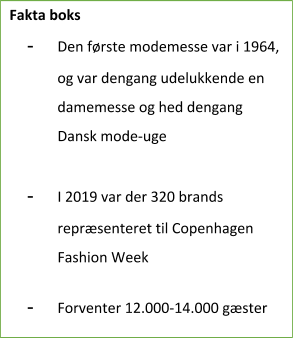 Fakta boks
- Den første modemesse var i 1964,
og var dengang udelukkende en
damemesse og hed dengang
Dansk mode-uge
- I 2019 var der 320 brands
repræsenteret til Copenhagen
Fashion Week
- Forventer 12.000-14.000 gæster